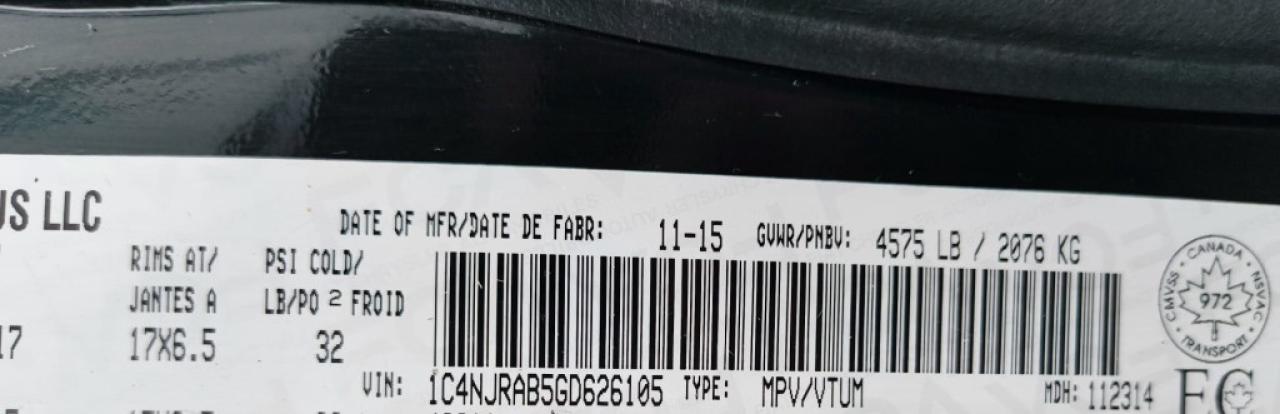 US LLC
DATE OF MFR/DATE DE FABR: 11-15 GVWR/PNBV: 4575 LB / 2076 KG
RIMS AT/ PSI COLD/
JANTES A LB/PO 2 FROID
17 17X6.5 32
CANADA
CMVSS NSVAC
972
TRANSPORT
VIN: 1C4NJRAB5GD626105 TYPE: MPV/VTUM MDH: 112314